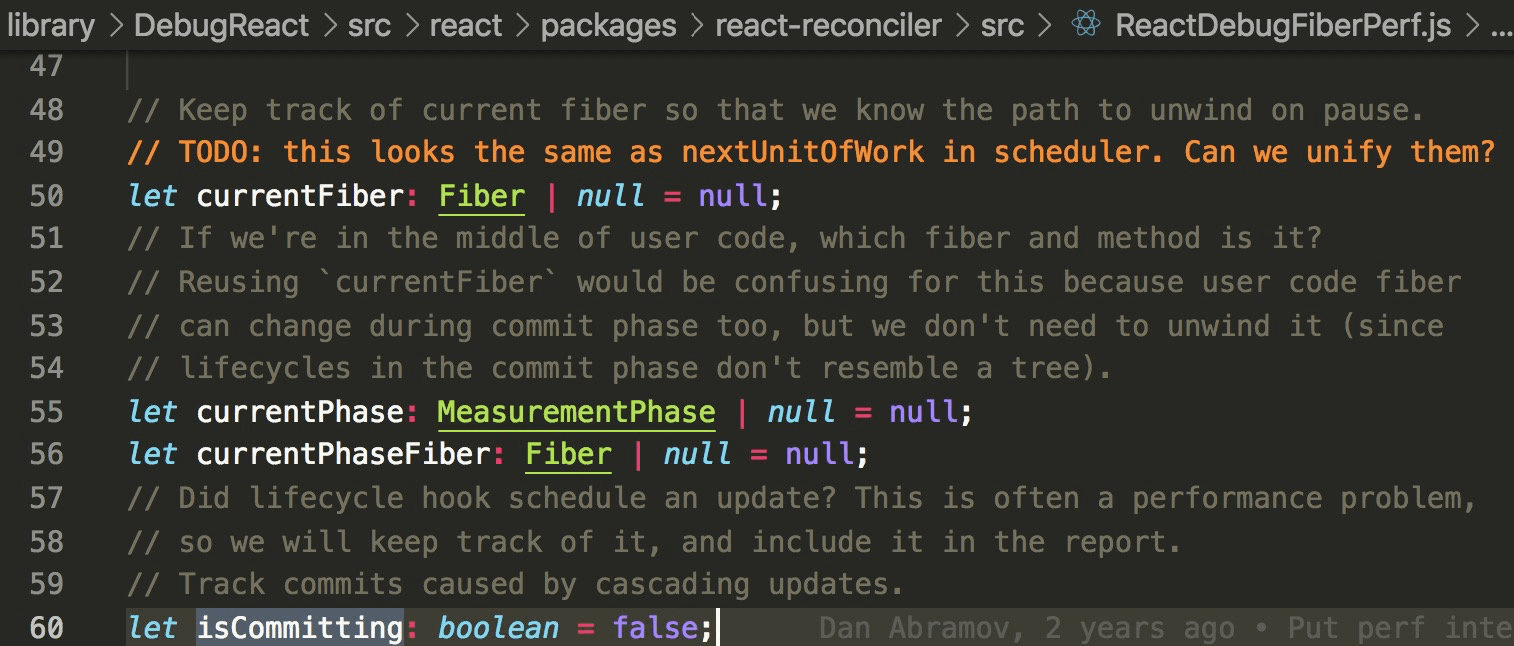 library > DebugReact > src > react > packages > react-reconciler > src > ReactDebugFiberPerf.js > ...
47
48 // Keep track of current fiber so that we know the path to unwind on pause.
49 // TODO: this looks the same as nextUnitOfWork in scheduler. Can we unify them?
50 let currentFiber: Fiber | null = null;
51 // If we're in the middle of user code, which fiber and method is it?
52 // Reusing `currentFiber` would be confusing for this because user code fiber
53 // can change during commit phase too, but we don't need to unwind it (since
54 // lifecycles in the commit phase don't resemble a tree).
55 let currentPhase: MeasurementPhase | null = null;
56 let currentPhaseFiber: Fiber | null = null;
57 // Did lifecycle hook schedule an update? This is often a performance problem,
58 // so we will keep track of it, and include it in the report.
59 // Track commits caused by cascading updates.
60 let isCommitting: boolean = false; Dan Abramov, 2 years ago • Put perf inte